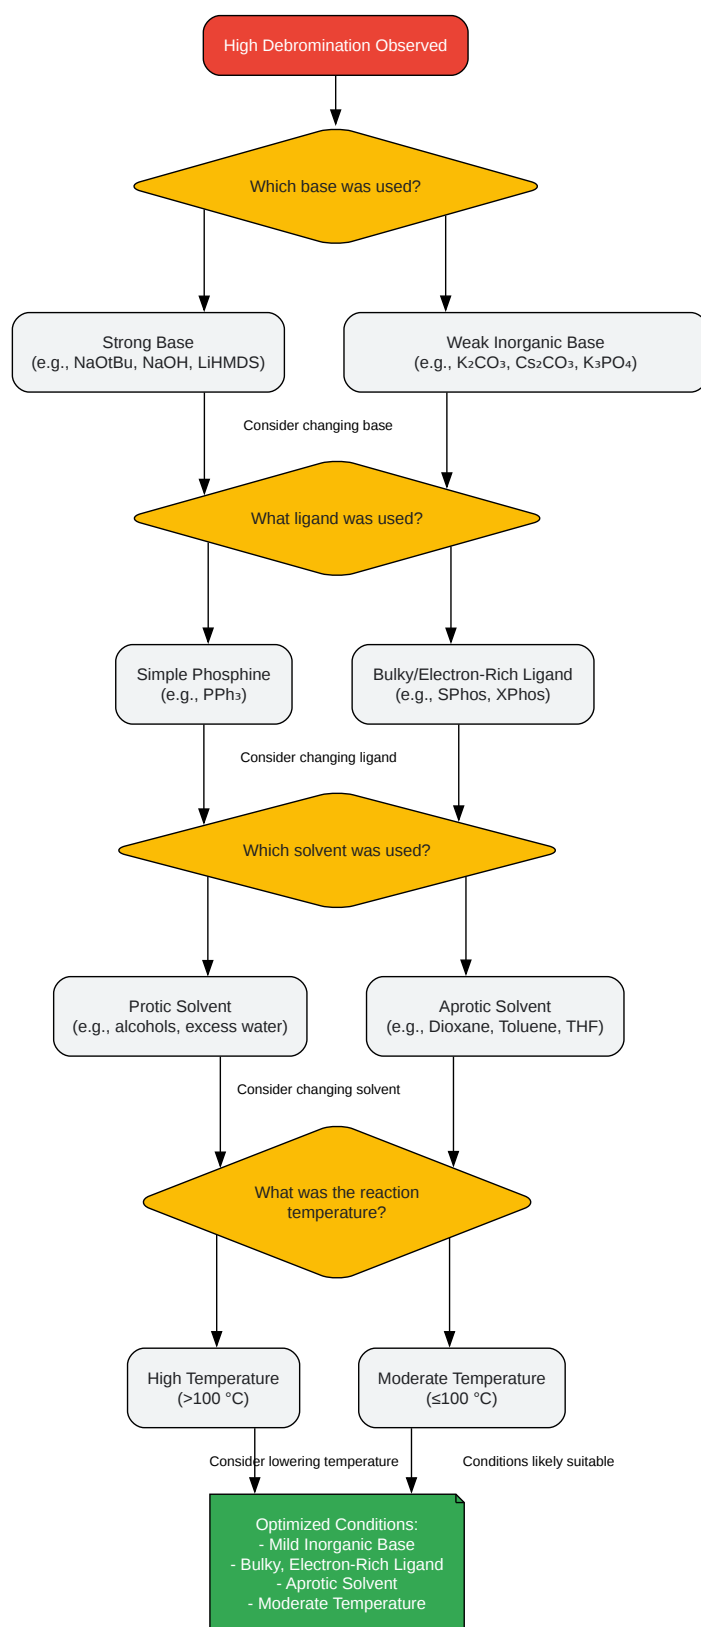 High Debromination Observed
Which base was used?
Strong Base
(e.g., NaOtBu, NaOH, LiHMDS)
Weak Inorganic Base
(e.g., K₂CO₃, Cs₂CO₃, K₃PO₄)
Consider changing base
What ligand was used?
Simple Phosphine
(e.g., PPh₃)
Bulky/Electron-Rich Ligand
(e.g., SPhos, XPhos)
Consider changing ligand
Which solvent was used?
Protic Solvent
(e.g., alcohols, excess water)
Aprotic Solvent
(e.g., Dioxane, Toluene, THF)
Consider changing solvent
What was the reaction
temperature?
High Temperature
(>100 °C)
Moderate Temperature
(≤100 °C)
Consider lowering temperature
Conditions likely suitable
Optimized Conditions:
- Mild Inorganic Base
- Bulky, Electron-Rich Ligand
- Aprotic Solvent
- Moderate Temperature